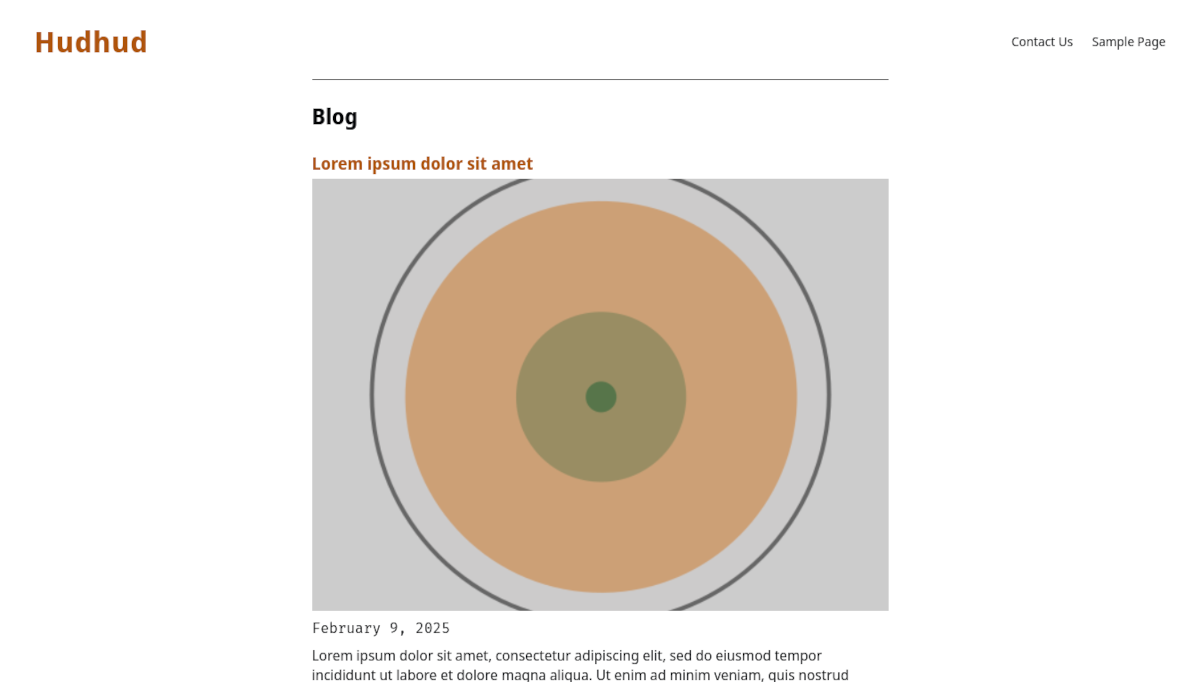 Hudhud
Contact Us
Sample Page
Blog
Lorem ipsum dolor sit amet
February 9, 2025
Lorem ipsum dolor sit amet, consectetur adipiscing elit, sed do eiusmod tempor
incididunt ut labore et dolore magna aliqua. Ut enim ad minim veniam, quis nostrud